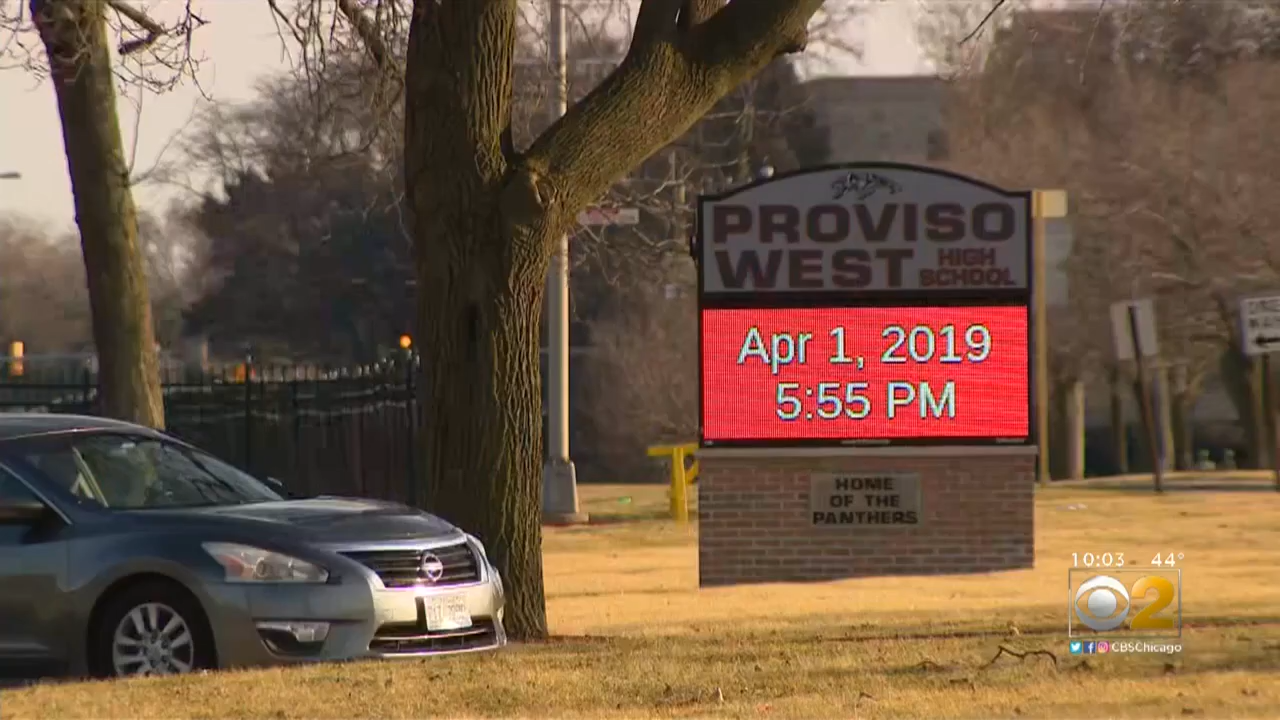 PROVISO
WEST HIGH SCHOOL
Apr 1, 2019
5:55 PM
HOME
OF THE
PANTHERS
10:03 44°
2
CBSChicago